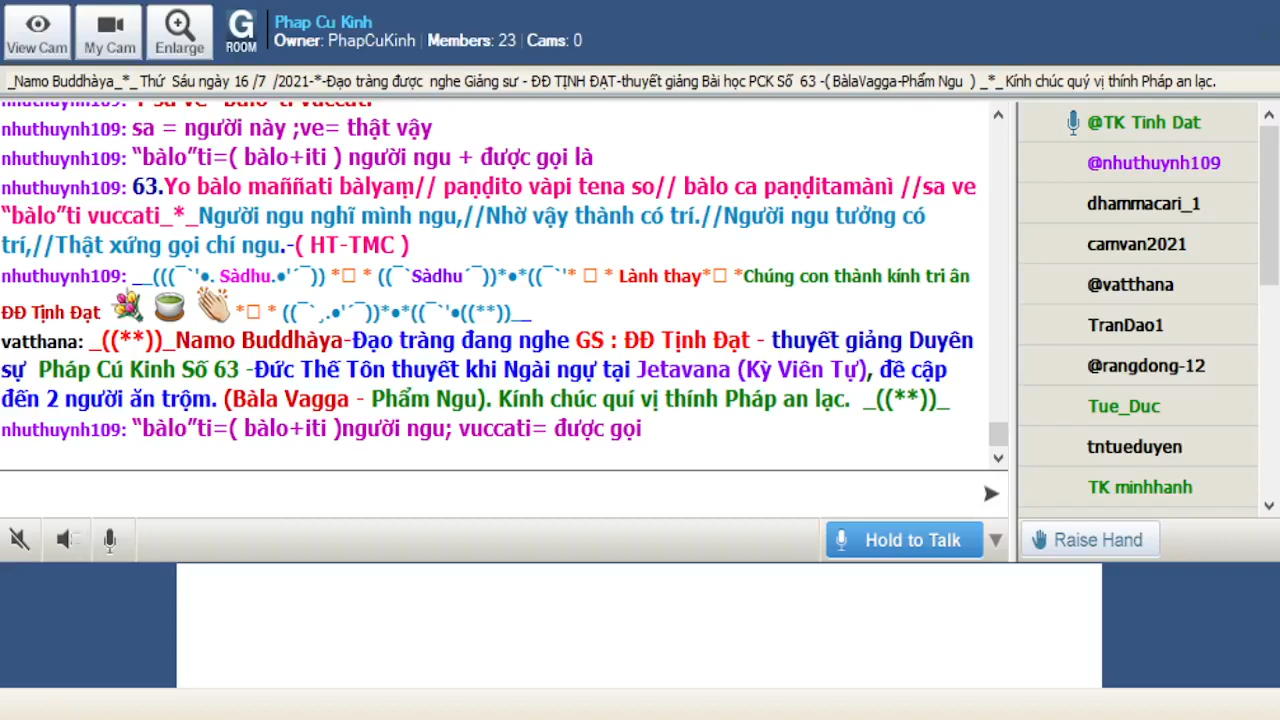 View Cam
My Cam
Enlarge
G
ROOM
Phap Cu Kinh
Owner: PhapCuKinh | Members: 23 | Cams: 0
_Namo Buddhàya_*_Thứ Sáu ngày 16 /7 /2021-*-Đạo tràng được nghe Giảng sư - ĐĐ TỊNH ĐẠT-thuyết giảng Bài học PCK Số 63 -( BàlaVagga-Phẩm Ngu ) _*_ Kính chúc quý vị thính Pháp an lạc.
nhuthuynh109: sa = người này ;ve= thật vậy
nhuthuynh109: “bàlo”ti=( bàlo+iti ) người ngu + được gọi là
nhuthuynh109: 63.Yo bàlo maññati bàlyaṃ// paṇḍito vàpi tena so// bàlo ca paṇḍitamànì //sa ve
“bàlo”ti vuccati_*_Người ngu nghĩ mình ngu,//Nhờ vậy thành có trí.//Người ngu tưởng có
trí,//Thật xứng gọi chí ngu.-( HT-TMC )
nhuthuynh109: __(((¯`'•. Sàdhu.•'´¯)) *□ * ((¯`Sàdhu´¯))*•*((¯`'* □ * Lành thay*□ *Chúng con thành kính tri ân
ĐĐ Tịnh Đạt *□ * ((¯`¸.•'´¯))*•*((¯`'•((**))__
vatthana: _((**))_Namo Buddhàya-Đạo tràng đang nghe GS : ĐĐ Tịnh Đạt - thuyết giảng Duyên
sự Pháp Cú Kinh Số 63 -Đức Thế Tôn thuyết khi Ngài ngự tại Jetavana (Kỳ Viên Tự), đề cập
đến 2 người ăn trộm. (Bàla Vagga - Phẩm Ngu). Kính chúc quí vị thính Pháp an lạc. _((**))_
nhuthuynh109: “bàlo”ti=( bàlo+iti )người ngu; vuccati= được gọi
@TK Tinh Dat
@nhuthuynh109
dhammacari_1
camvan2021
@vatthana
TranDao1
@rangdong-12
Tue_Duc
tntueduyen
TK minhhanh
Hold to Talk
Raise Hand